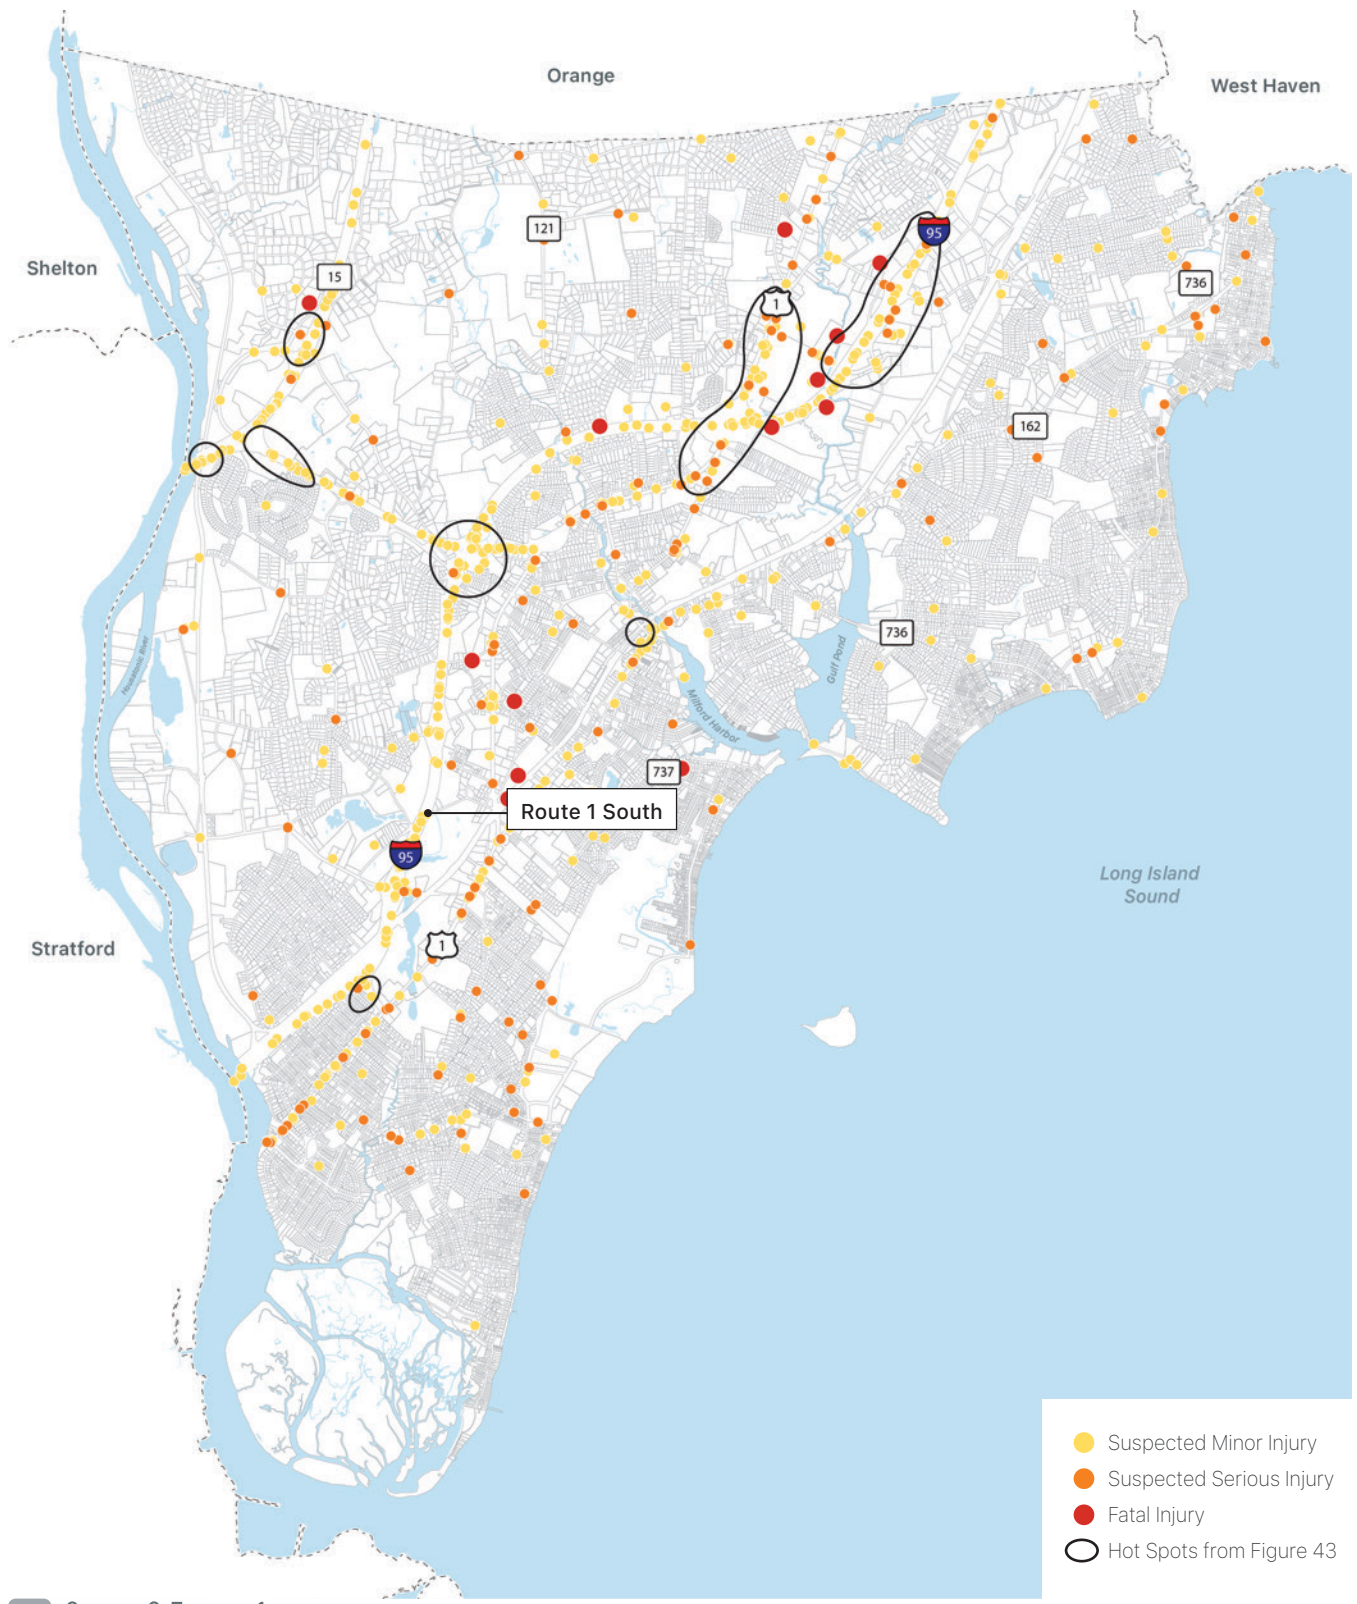 Orange
West Haven
121
95
Shelton
15
736
1
162
Housatonic River
736
Gulf Pond
Milford Harbor
737
Route 1 South
95
Long Island
Sound
1
Stratford
Suspected Minor Injury
Suspected Serious Injury
Fatal Injury
Hot Spots from Figure 43